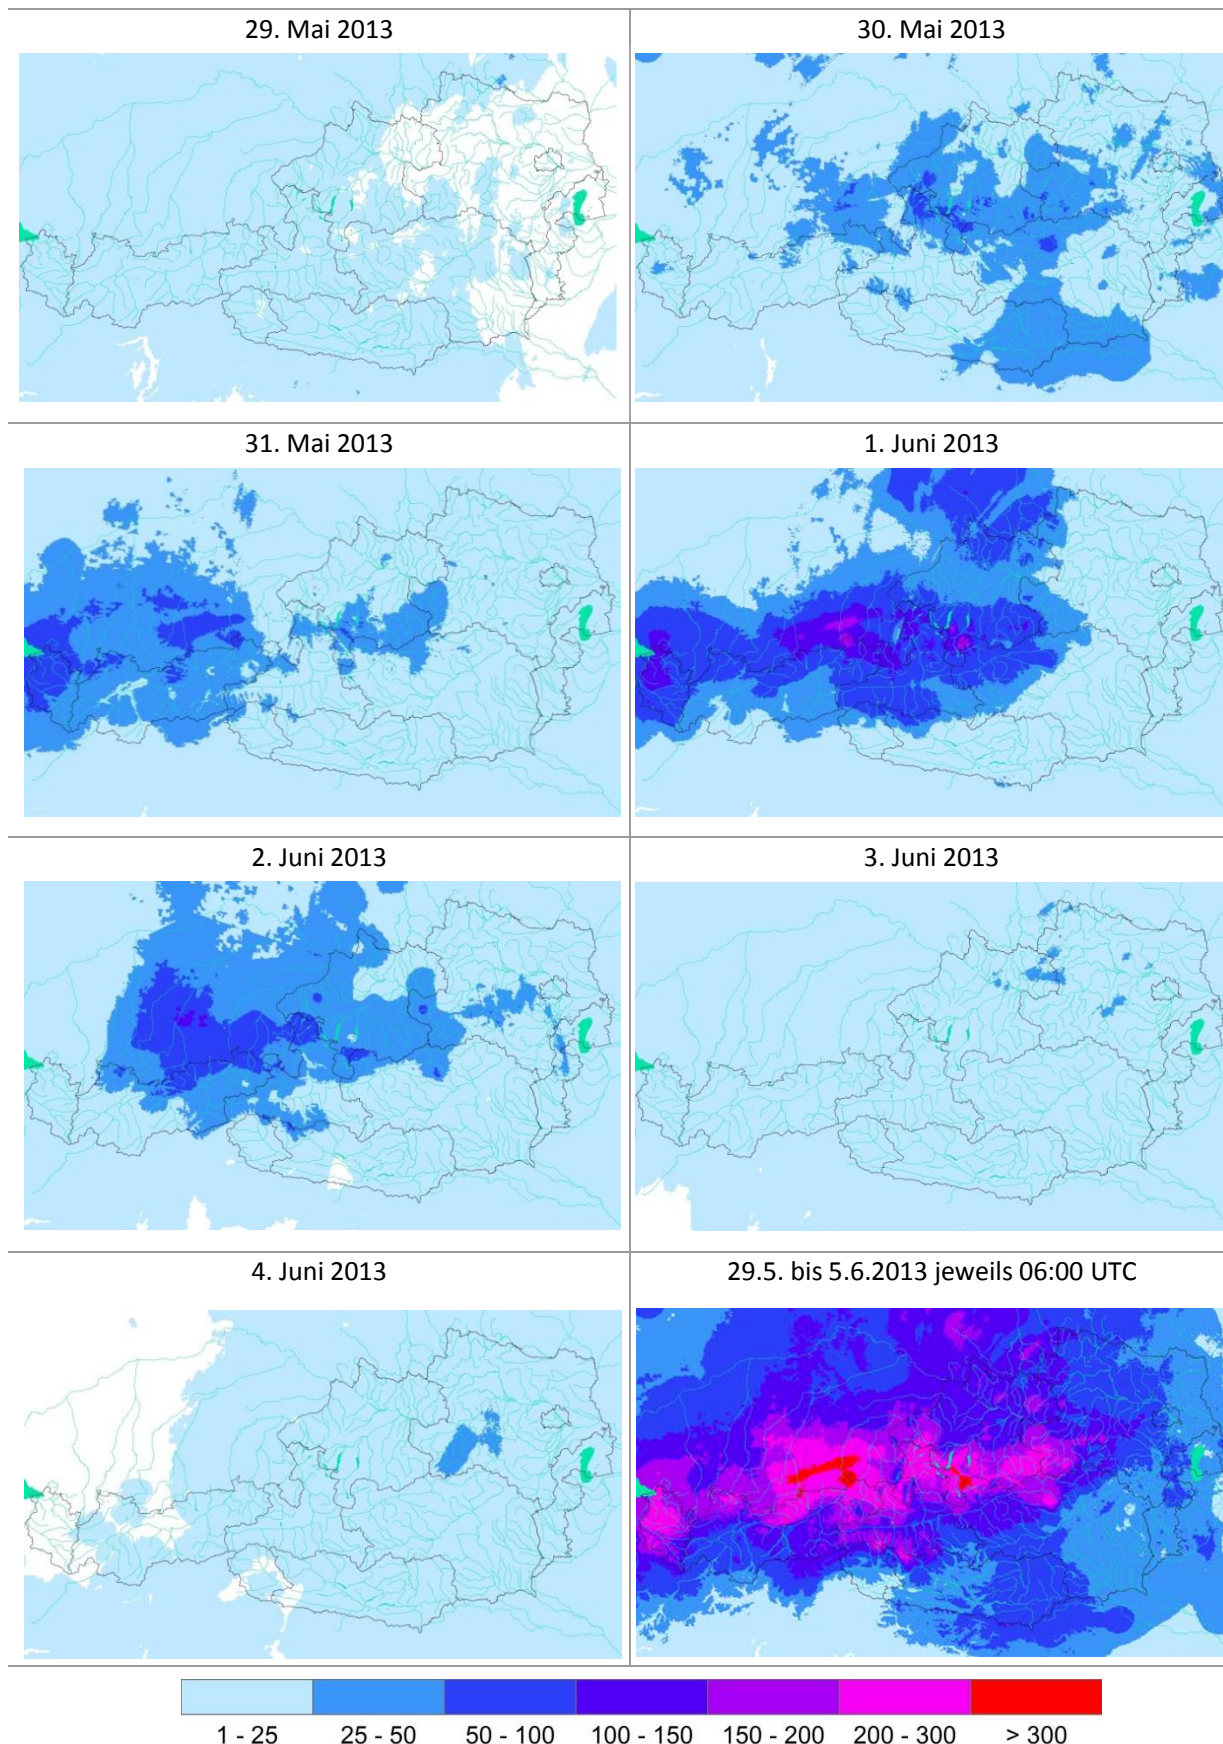 29. Mai 2013
30. Mai 2013
31. Mai 2013
1. Juni 2013
2. Juni 2013
3. Juni 2013
4. Juni 2013
29.5. bis 5.6.2013 jeweils 06:00 UTC
1 - 25 25 - 50 50 - 100 100 - 150 150 - 200 200 - 300 > 300